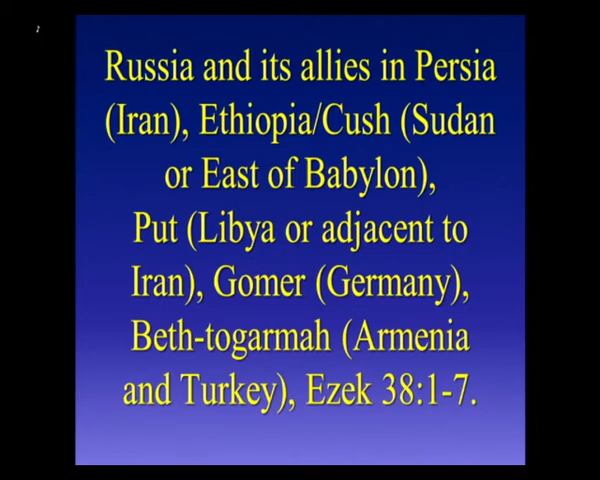 Russia and its allies in Persia
(Iran), Ethiopia/Cush (Sudan
or East of Babylon),
Put (Libya or adjacent to
Iran), Gomer (Germany),
Beth-togarmah (Armenia
and Turkey), Ezek 38:1-7.